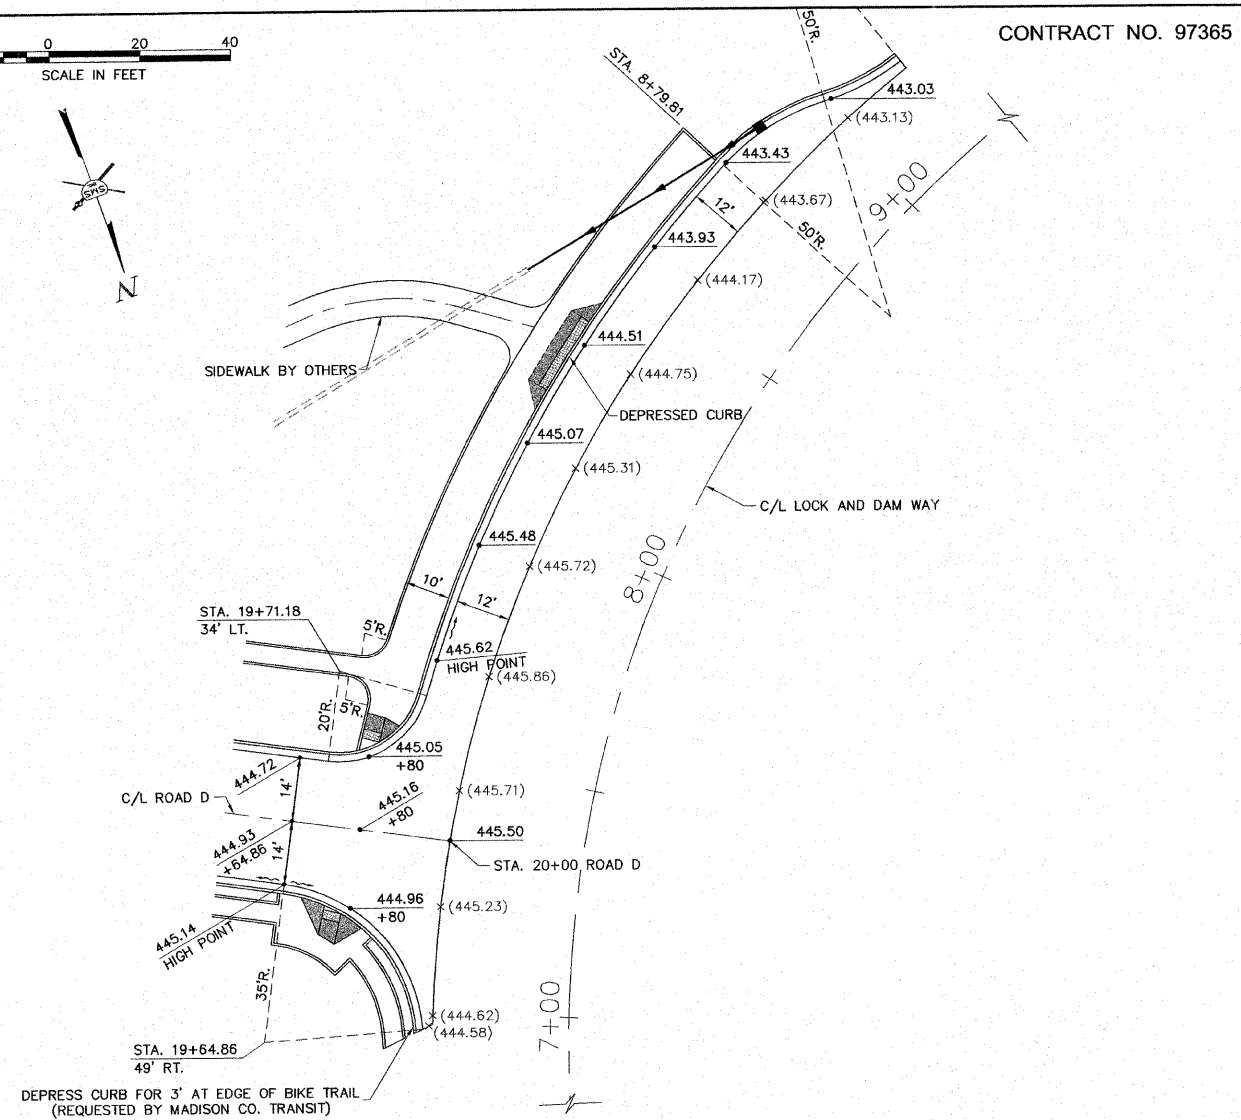 CONTRACT NO. 97365
0 20 40
SCALE IN FEET
N
SMS
STA. 8+79.81
50'R.
443.03
(443.13)
443.43
9+00
12'
(443.67)
50'R.
443.93
(444.17)
444.51
SIDEWALK BY OTHERS
(444.75)
DEPRESSED CURB
445.07
(445.31)
C/L LOCK AND DAM WAY
445.48
(445.72)
8+00
10'
12'
STA. 19+71.18
34' LT.
5'R.
445.62
HIGH POINT
(445.86)
20'R.
5'R.
445.05
+80
444.72
14'
C/L ROAD D
445.16
+80
(445.71)
444.93
+64.86
14'
445.50
STA. 20+00 ROAD D
444.96
+80
(445.23)
445.14
HIGH POINT
35'R.
7+00
(444.62)
(444.58)
STA. 19+64.86
49' RT.
DEPRESS CURB FOR 3' AT EDGE OF BIKE TRAIL
(REQUESTED BY MADISON CO. TRANSIT)